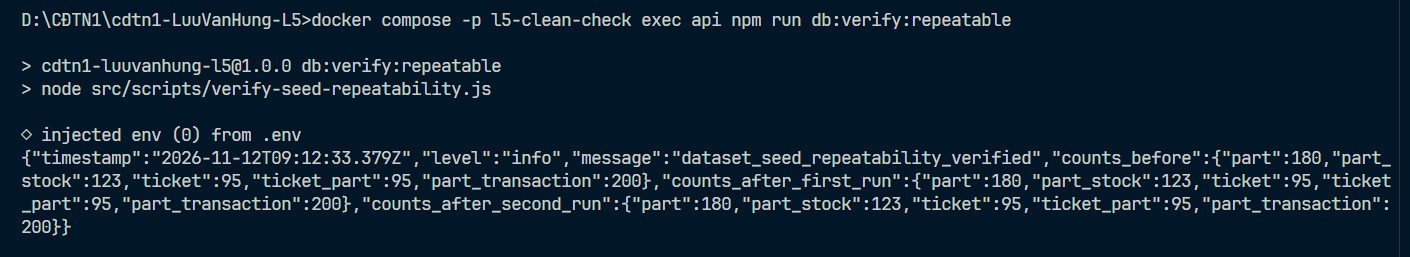 D:\CĐTN1\cdtn1-LuuVanHung-L5>docker compose -p l5-clean-check exec api npm run db:verify:repeatable
> cdtn1-luuvanhung-l5@1.0.0 db:verify:repeatable
> node src/scripts/verify-seed-repeatability.js
◇ injected env (0) from .env
{"timestamp":"2026-11-12T09:12:33.379Z","level":"info","message":"dataset_seed_repeatability_verified","counts_before":{"part":180,"part_
stock":123,"ticket":95,"ticket_part":95,"part_transaction":200},"counts_after_first_run":{"part":180,"part_stock":123,"ticket":95,"ticket
_part":95,"part_transaction":200},"counts_after_second_run":{"part":180,"part_stock":123,"ticket":95,"ticket_part":95,"part_transaction":
200}}